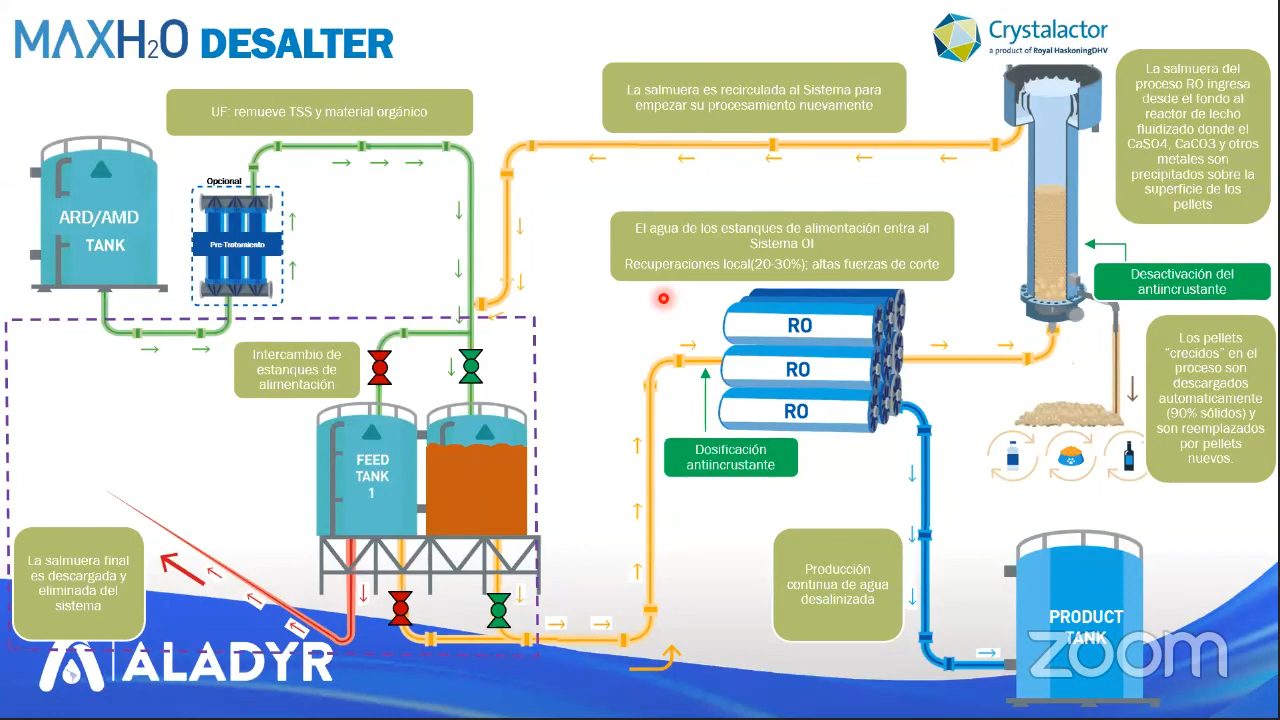 MAXH2O DESALTER
Crystalactor
a product of Royal HaskoningDHV
UF: remueve TSS y material orgánico
La salmuera es recirculada al Sistema para
empezar su procesamiento nuevamente
La salmuera del
proceso RO ingresa
desde el fondo al
reactor de lecho
fluidizado donde el
CaSO4, CaCO3 y otros
metales son
precipitados sobre la
superficie de los
pellets
ARD/AMD
TANK
Opcional
Pre-Tratamiento
El agua de los estanques de alimentación entra al
Sistema OI
Recuperaciones local(20-30%); altas fuerzas de corte
Desactivación del
antiincrustante
RO
RO
RO
Intercambio de
estanques de
alimentación
Los pellets
“crecidos” en el
proceso son
descargados
automaticamente
(90% sólidos) y
son reemplazados
por pellets
nuevos.
Dosificación
antiincrustante
FEED
TANK
1
La salmuera final
es descargada y
eliminada del
sistema
Producción
continua de agua
desalinizada
PRODUCT
TANK
ALADYR
zoom